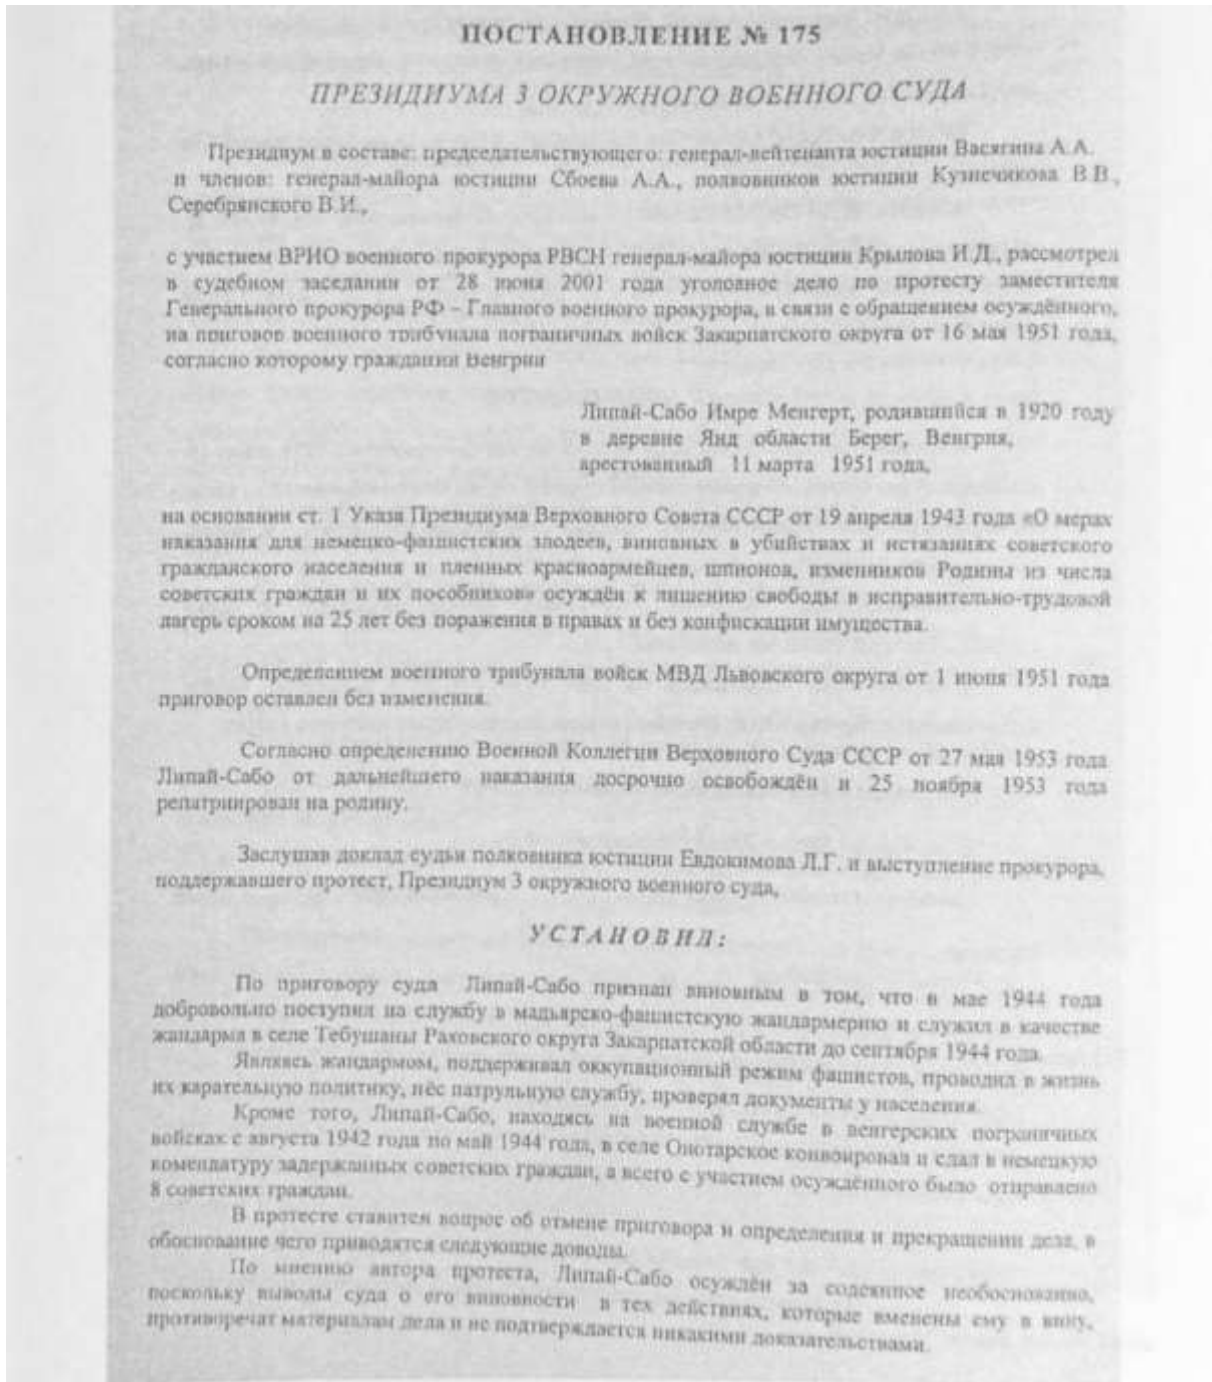 ПОСТАНОВЛЕНИЕ № 175
ПРЕЗИДИУМА 3 ОКРУЖНОГО ВОЕННОГО СУДА
Президиум в составе: председательствующего: генерал-лейтенанта юстиции Васягина А.А.
и членов: генерал-майора юстиции Сбоева А.А., полковников юстиции Кузнечикова В.В.,
Серебрянского В.И.,
с участием ВРИО военного прокурора РВСН генерал-майора юстиции Крылова И.Д., рассмотрел
в судебном заседании от 28 июня 2001 года уголовное дело по протесту заместителя
Генерального прокурора РФ – Главного военного прокурора, в связи с обращением осуждённого,
на приговор военного трибунала пограничных войск Закарпатского округа от 16 мая 1951 года,
согласно которому гражданин Венгрии
Липай-Сабо Имре Менгерт, родившийся в 1920 году
в деревне Янд области Берег, Венгрия,
арестованный 11 марта 1951 года,
на основании ст. 1 Указа Президиума Верховного Совета СССР от 19 апреля 1943 года «О мерах
наказания для немецко-фашистских злодеев, виновных в убийствах и истязаниях советского
гражданского населения и пленных красноармейцев, шпионов, изменников Родины из числа
советских граждан и их пособников» осуждён к лишению свободы в исправительно-трудовой
лагерь сроком на 25 лет без поражения в правах и без конфискации имущества.
Определением военного трибунала войск МВД Львовского округа от 1 июня 1951 года
приговор оставлен без изменения.
Согласно определению Военной Коллегии Верховного Суда СССР от 27 мая 1953 года
Липай-Сабо от дальнейшего наказания досрочно освобождён и 25 ноября 1953 года
репатриирован на родину.
Заслушав доклад судьи полковника юстиции Евдокимова Л.Г. и выступление прокурора,
поддержавшего протест, Президиум 3 окружного военного суда,
УСТАНОВИЛ:
По приговору суда Липай-Сабо признан виновным в том, что в мае 1944 года
добровольно поступил на службу в мадьярско-фашистскую жандармерию и служил в качестве
жандарма в селе Тебушаны Раховского округа Закарпатской области до сентября 1944 года.
Являясь жандармом, поддерживал оккупационный режим фашистов, проводил в жизнь
их карательную политику, нёс патрульную службу, проверял документы у населения.
Кроме того, Липай-Сабо, находясь на военной службе в венгерских пограничных
войсках с августа 1942 года по май 1944 года, в селе Онотарское конвоировал и сдал в немецкую
комендатуру задержанных советских граждан, а всего с участием осуждённого было отправлено
8 советских граждан.
В протесте ставится вопрос об отмене приговора и определения и прекращении дела, в
обоснование чего приводятся следующие доводы.
По мнению автора протеста, Липай-Сабо осуждён за содеянное необоснованно,
поскольку выводы суда о его виновности в тех действиях, которые вменены ему в вину,
противоречат материалам дела и не подтверждается никакими доказательствами.